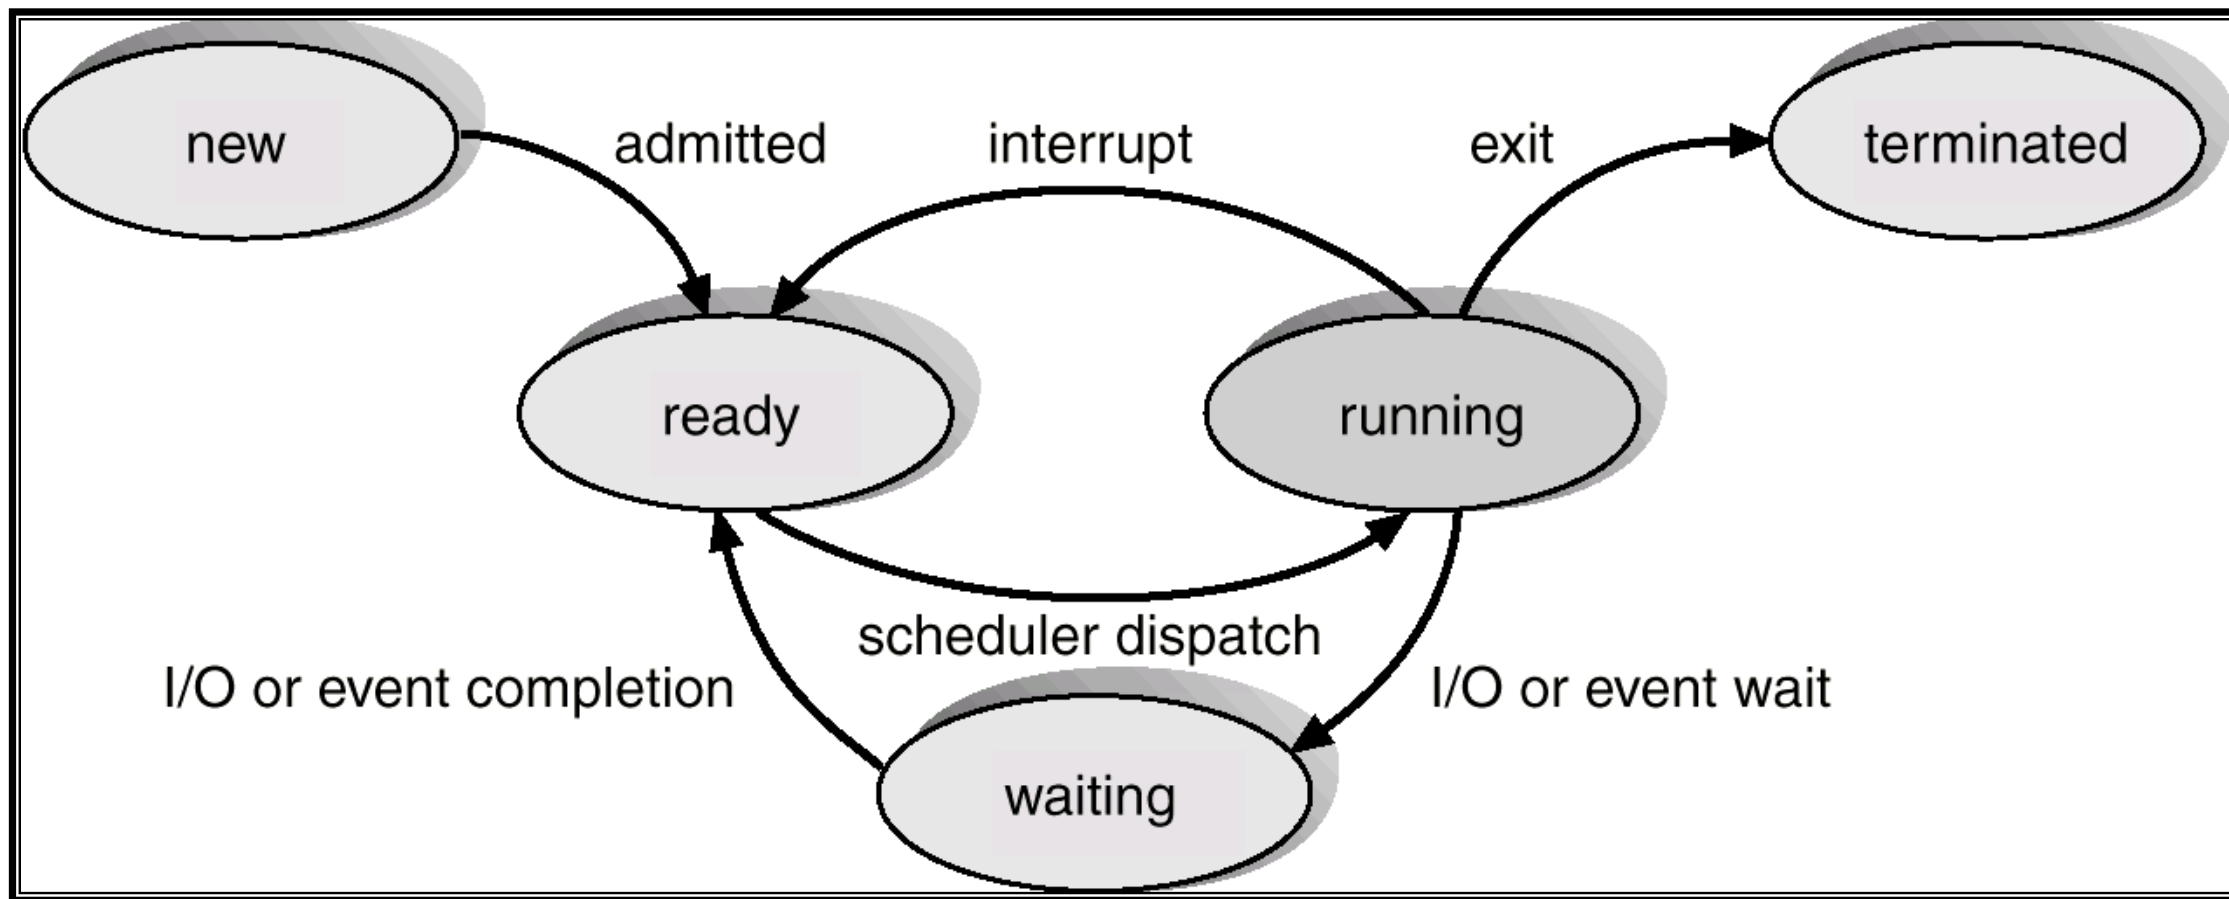 new
admitted
interrupt
exit
terminated
ready
running
scheduler dispatch
I/O or event completion
I/O or event wait
waiting